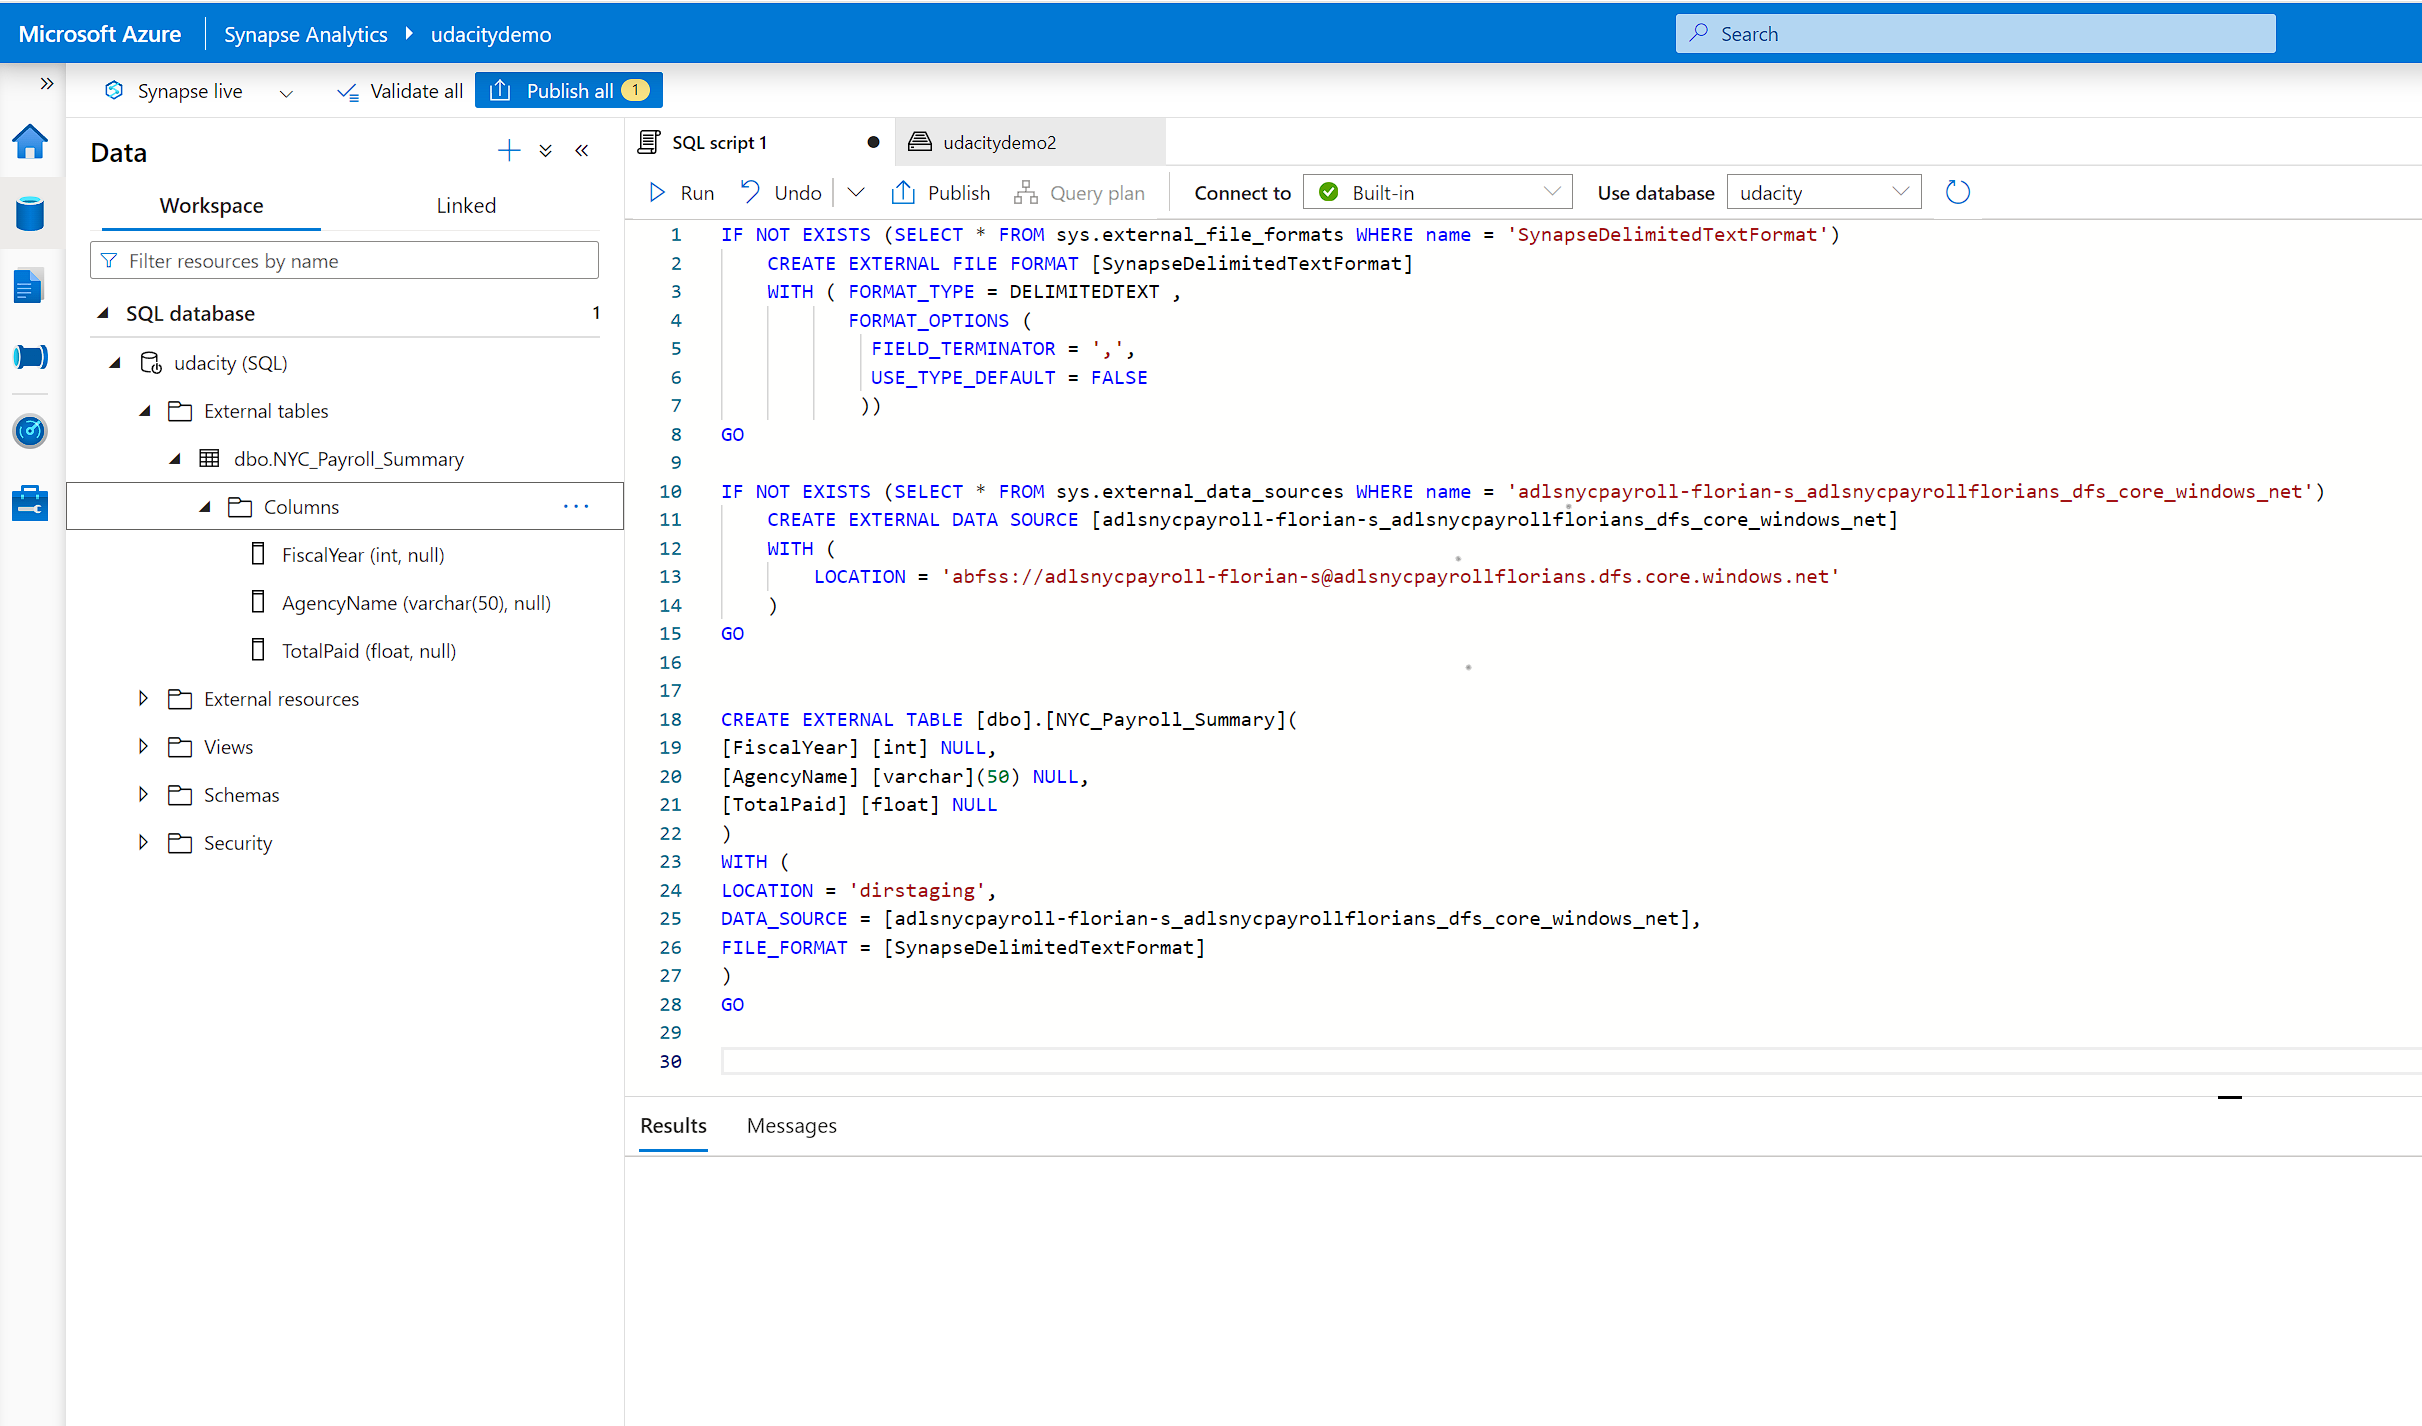 Microsoft Azure | Synapse Analytics udacitydemo
Search
Synapse live
Validate all
Publish all 1
Data
Workspace
Linked
Filter resources by name
SQL database 1
udacity (SQL)
External tables
dbo.NYC_Payroll_Summary
Columns ...
FiscalYear (int, null)
AgencyName (varchar(50), null)
TotalPaid (float, null)
External resources
Views
Schemas
Security
SQL script 1
udacitydemo2
Run Undo Publish Query plan Connect to Built-in Use database udacity
1 IF NOT EXISTS (SELECT * FROM sys.external_file_formats WHERE name = 'SynapseDelimitedTextFormat')
2 CREATE EXTERNAL FILE FORMAT [SynapseDelimitedTextFormat]
3 WITH ( FORMAT_TYPE = DELIMITEDTEXT ,
4 FORMAT_OPTIONS (
5 FIELD_TERMINATOR = ',',
6 USE_TYPE_DEFAULT = FALSE
7 ))
8 GO
9
10 IF NOT EXISTS (SELECT * FROM sys.external_data_sources WHERE name = 'adlsnycpayroll-florian-s_adlsnycpayrollflorians_dfs_core_windows_net')
11 CREATE EXTERNAL DATA SOURCE [adlsnycpayroll-florian-s_adlsnycpayrollflorians_dfs_core_windows_net]
12 WITH (
13 LOCATION = 'abfss://adlsnycpayroll-florian-s@adlsnycpayrollflorians.dfs.core.windows.net'
14 )
15 GO
16
17
18 CREATE EXTERNAL TABLE [dbo].[NYC_Payroll_Summary](
19 [FiscalYear] [int] NULL,
20 [AgencyName] [varchar](50) NULL,
21 [TotalPaid] [float] NULL
22 )
23 WITH (
24 LOCATION = 'dirstaging',
25 DATA_SOURCE = [adlsnycpayroll-florian-s_adlsnycpayrollflorians_dfs_core_windows_net],
26 FILE_FORMAT = [SynapseDelimitedTextFormat]
27 )
28 GO
29
30
Results
Messages